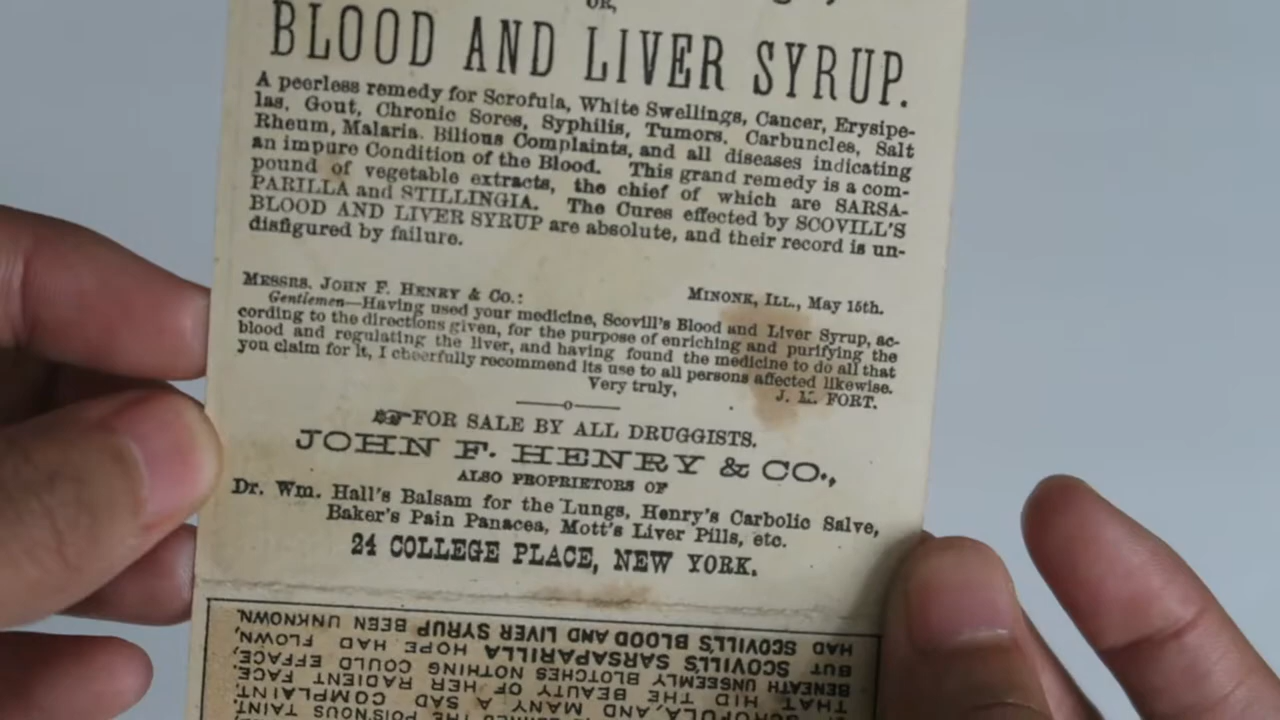 OR,
BLOOD AND LIVER SYRUP.
A peerless remedy for Scrofula, White Swellings, Cancer, Erysipe-
las, Gout, Chronic Sores, Syphilis, Tumors, Carbuncles, Salt
Rheum, Malaria, Bilious Complaints, and all diseases indicating
an impure Condition of the Blood. This grand remedy is a com-
pound of vegetable extracts, the chief of which are SARSA-
PARILLA and STILLINGIA. The Cures effected by SCOVILL'S
BLOOD AND LIVER SYRUP are absolute, and their record is un-
disfigured by failure.
MESSRS. JOHN F. HENRY & CO.: MINONK, ILL., May 15th.
Gentlemen—Having used your medicine, Scovill's Blood and Liver Syrup, ac-
cording to the directions given, for the purpose of enriching and purifying the
blood and regulating the liver, and having found the medicine to do all that
you claim for it, I cheerfully recommend its use to all persons affected likewise.
Very truly, J. M. FORT.
FOR SALE BY ALL DRUGGISTS.
JOHN F. HENRY & CO.,
ALSO PROPRIETORS OF
Dr. Wm. Hall's Balsam for the Lungs, Henry's Carbolic Salve,
Baker's Pain Panacea, Mott's Liver Pills, etc.
24 COLLEGE PLACE, NEW YORK.
HAD SCOVILL'S BLOOD AND LIVER SYRUP BEEN UNKNOWN.
BUT SCOVILL'S SARSAPARILLA HOPE HAD FLOWN,
BENEATH UNSEEMLY BLOTCHES NOTHING COULD EFFACE,
THAT HID THE BEAUTY OF HER RADIENT FACE
SCROFULA, AND MANY A SAD COMPLAINT.
THE POISONOUS TAINT